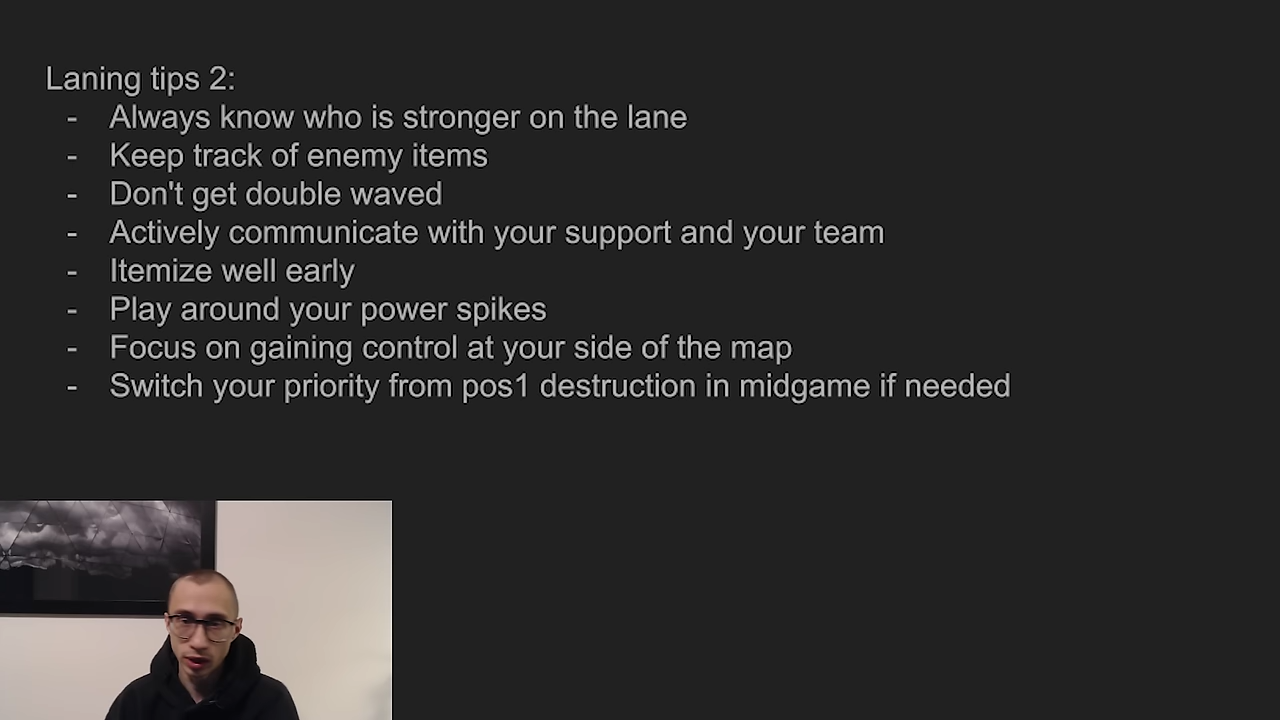 Laning tips 2:
- Always know who is stronger on the lane
- Keep track of enemy items
- Don't get double waved
- Actively communicate with your support and your team
- Itemize well early
- Play around your power spikes
- Focus on gaining control at your side of the map
- Switch your priority from pos1 destruction in midgame if needed